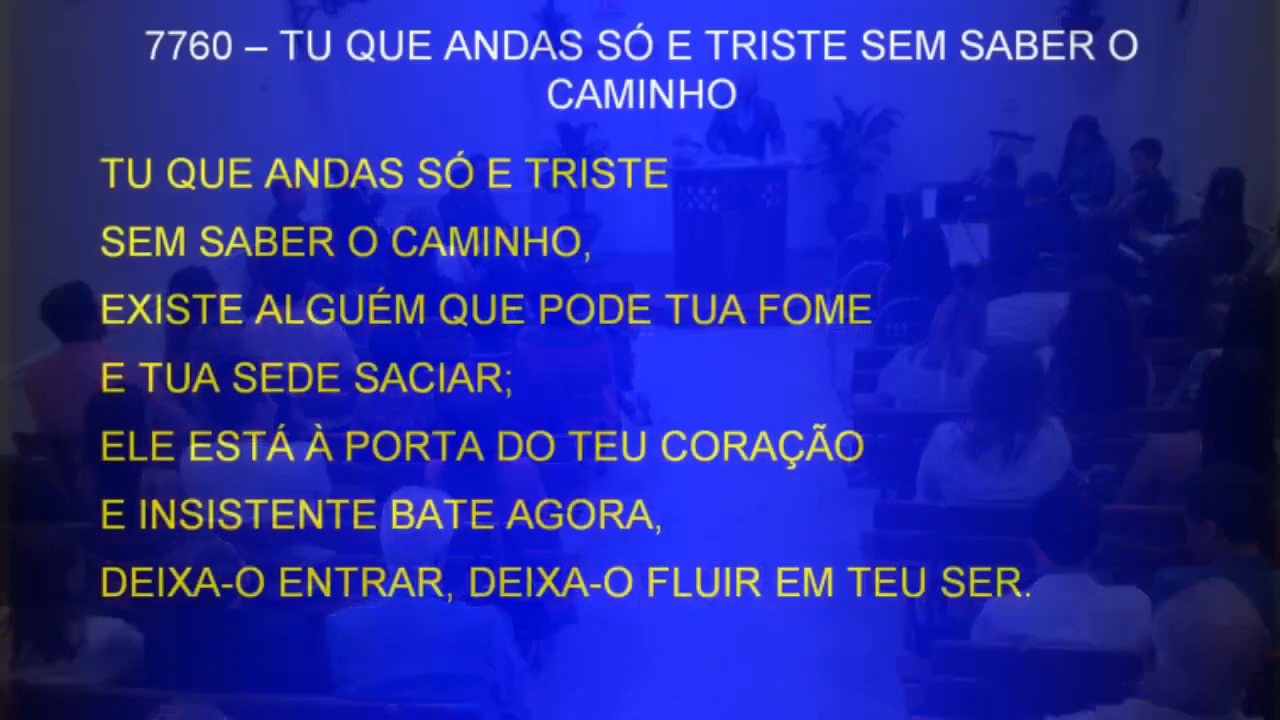 7760 – TU QUE ANDAS SÓ E TRISTE SEM SABER O
CAMINHO
TU QUE ANDAS SÓ E TRISTE
SEM SABER O CAMINHO,
EXISTE ALGUÉM QUE PODE TUA FOME
E TUA SEDE SACIAR;
ELE ESTÁ À PORTA DO TEU CORAÇÃO
E INSISTENTE BATE AGORA,
DEIXA-O ENTRAR, DEIXA-O FLUIR EM TEU SER.